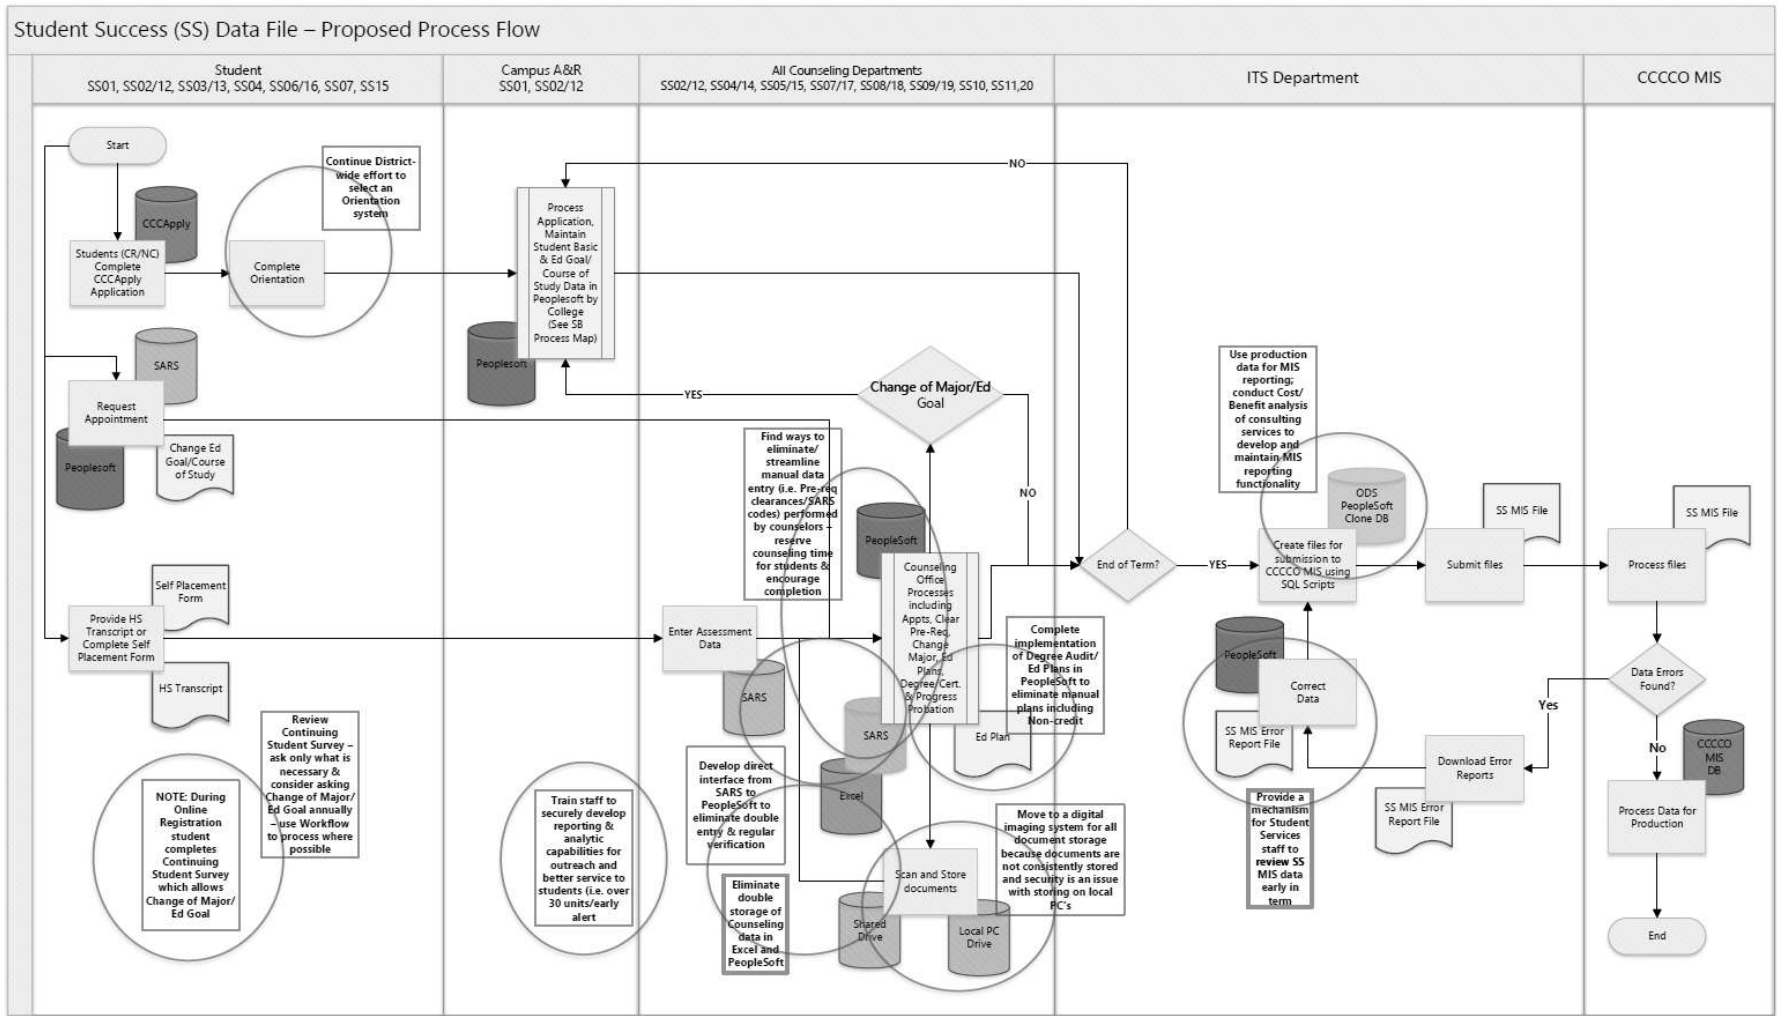 Student Success (SS) Data File – Proposed Process Flow
Student
SS01, SS02/12, SS03/13, SS04, SS06/16, SS07, SS15
Campus A&R
SS01, SS02/12
All Counseling Departments
SS02/12, SS04/14, SS05/15, SS07/17, SS08/18, SS09/19, SS10, SS11,20
ITS Department
CCCCO MIS
Start
CCCApply
Students (CR/NC)
Complete
CCCApply
Application
Continue District-
wide effort to
select an
Orientation
system
Complete
Orientation
SARS
Request
Appointment
Peoplesoft
Change Ed
Goal/Course
of Study
Self Placement
Form
Provide HS
Transcript or
Complete Self
Placement Form
HS Transcript
Review
Continuing
Student Survey –
ask only what is
necessary &
consider asking
Change of Major/
Ed Goal annually
– use Workflow
to process where
possible
NOTE: During
Online
Registration
student
completes
Continuing
Student Survey
which allows
Change of Major/
Ed Goal
Process
Application,
Maintain
Student Basic
& Ed Goal/
Course of
Study Data in
Peoplesoft by
College
(See SB
Process Map)
Peoplesoft
Train staff to
securely develop
reporting &
analytic
capabilities for
outreach and
better service to
students (i.e. over
30 units/early
alert
NO
YES
Change of Major/Ed
Goal
NO
Find ways to
eliminate/
streamline
manual data
entry (i.e. Pre-req
clearances/SARS
codes) performed
by counselors –
reserve
counseling time
for students &
encourage
completion
PeopleSoft
Counseling
Office
Processes
including
Appts, Clear
Pre-Req,
Change
Major, Ed
Plans,
Degree/Cert.
& Progress
Probation
Enter Assessment
Data
SARS
SARS
Excel
Ed Plan
Complete
implementation
of Degree Audit/
Ed Plans in
PeopleSoft to
eliminate manual
plans including
Non-credit
Develop direct
interface from
SARS to
PeopleSoft to
eliminate double
entry & regular
verification
Eliminate
double
storage of
Counseling
data in
Excel and
PeopleSoft
Scan and Store
documents
Shared
Drive
Local PC
Drive
Move to a digital
imaging system for all
document storage
because documents are
not consistently stored
and security is an issue
with storing on local
PC's
End of Term?
YES
Use production
data for MIS
reporting;
conduct Cost/
Benefit analysis
of consulting
services to
develop and
maintain MIS
reporting
functionality
ODS
PeopleSoft
Clone DB
Create files for
submission to
CCCCO MIS using
SQL Scripts
SS MIS File
Submit files
PeopleSoft
Correct
Data
SS MIS Error
Report File
Provide a
mechanism
for Student
Services
staff to
review SS
MIS data
early in
term
Download Error
Reports
SS MIS Error
Report File
SS MIS File
Process files
Data Errors
Found?
Yes
No
CCCCO
MIS
DB
Process Data for
Production
End